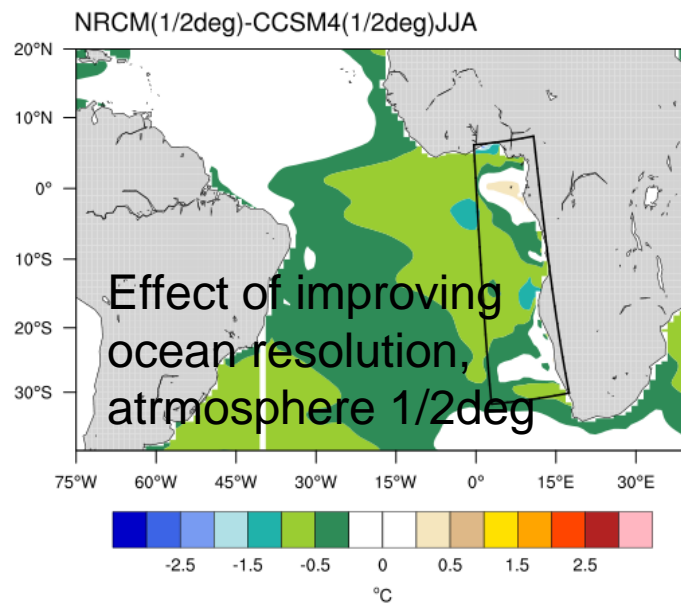 NRCM(1/2deg)-CCSM4(1/2deg)JJA
20°N
10°N
0°
10°S
20°S
30°S
Effect of improving
ocean resolution,
atrmosphere 1/2deg
75°W 60°W 45°W 30°W 15°W 0° 15°E 30°E
-2.5 -1.5 -0.5 0 0.5 1.5 2.5
°C